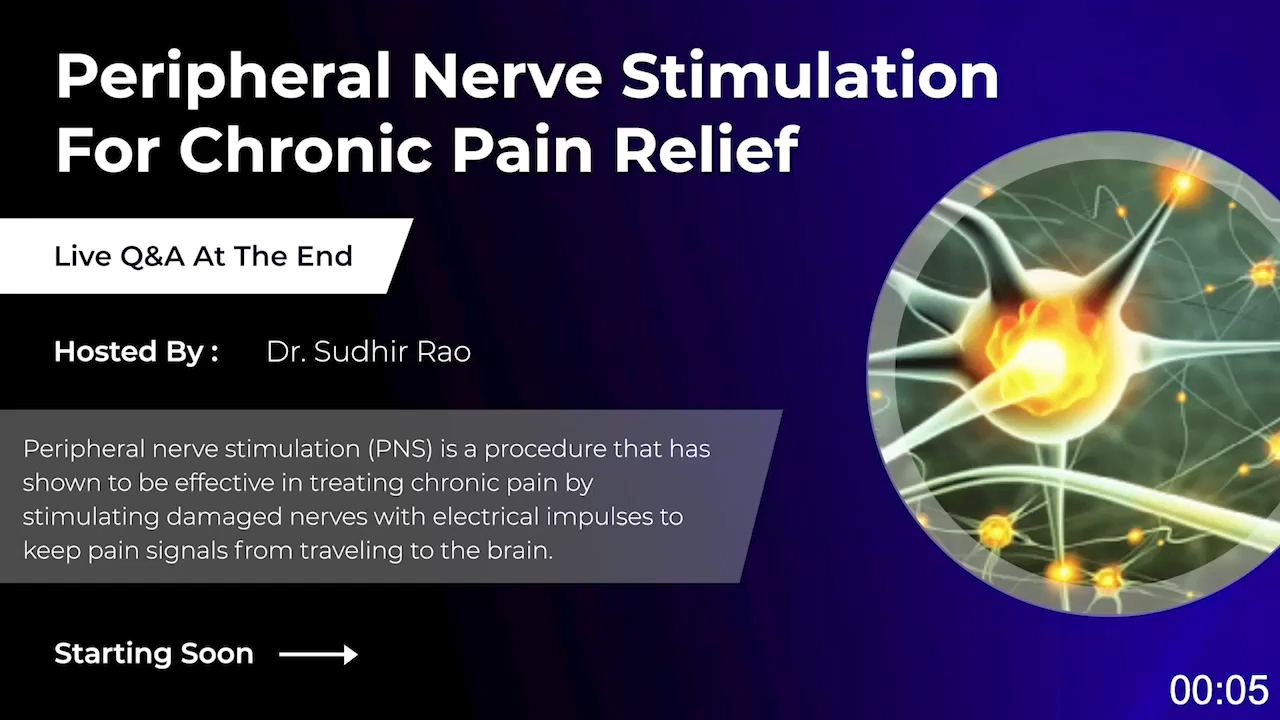 Peripheral Nerve Stimulation
For Chronic Pain Relief
Live Q&A At The End
Hosted By : Dr. Sudhir Rao
Peripheral nerve stimulation (PNS) is a procedure that has
shown to be effective in treating chronic pain by
stimulating damaged nerves with electrical impulses to
keep pain signals from traveling to the brain.
Starting Soon
00:05